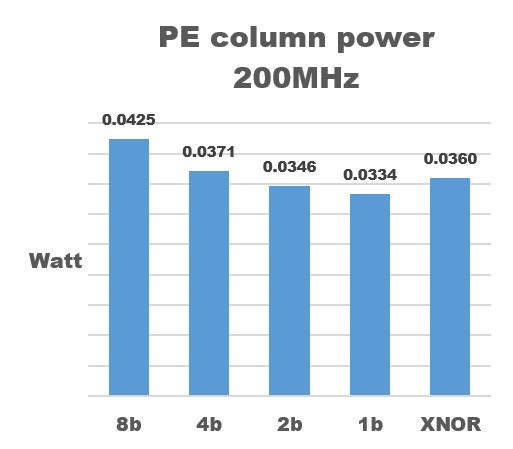 PE column power
200MHz
0.0425
0.0371
0.0346
0.0334
0.0360
Watt
8b 4b 2b 1b XNOR